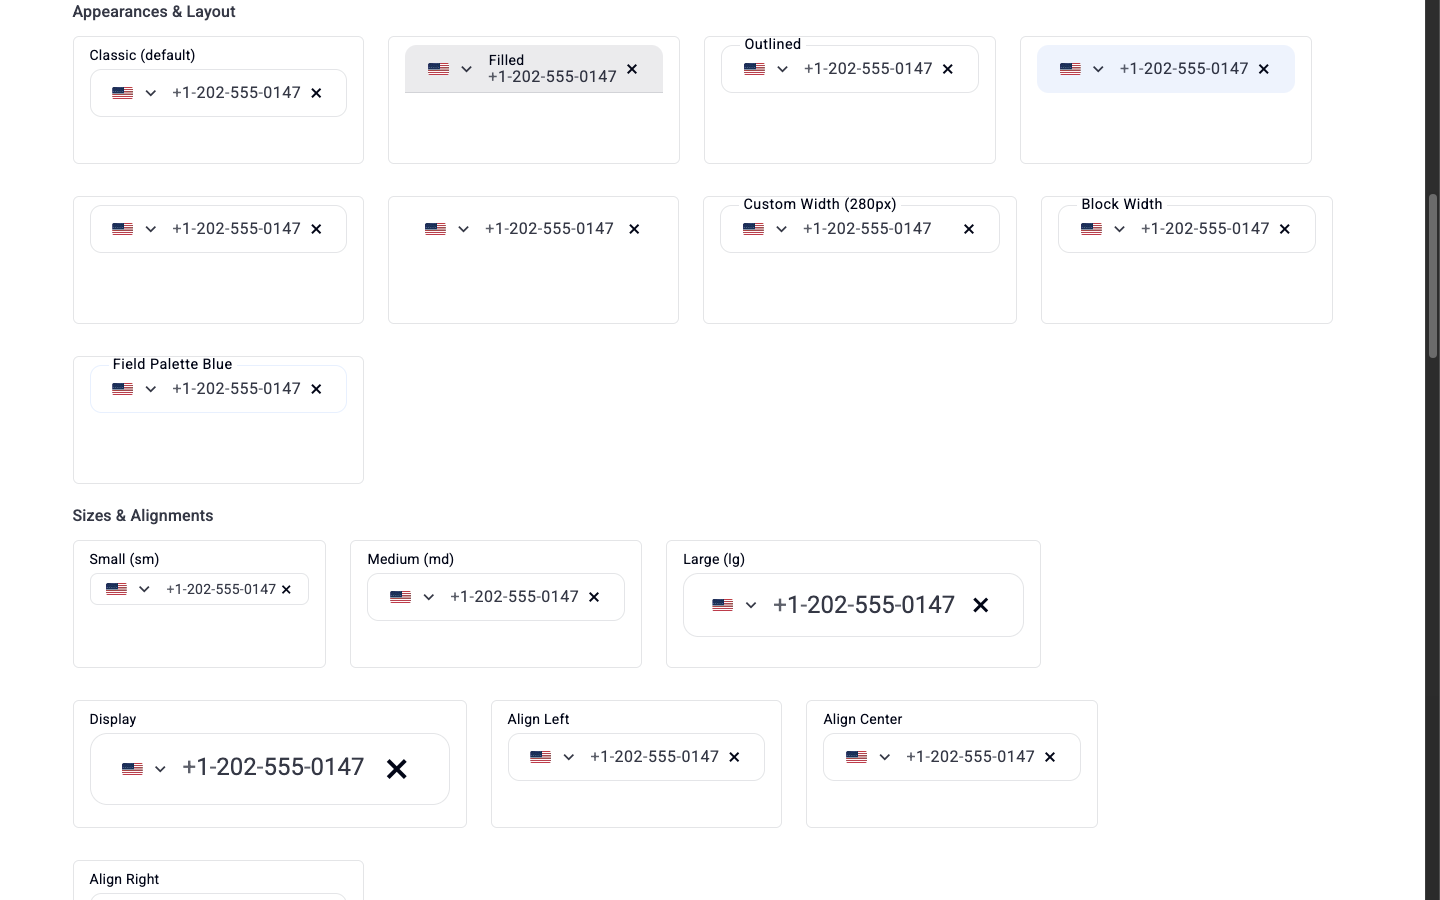 Appearances & Layout
Classic (default)
+1-202-555-0147
Filled
+1-202-555-0147
Outlined
+1-202-555-0147
+1-202-555-0147
+1-202-555-0147
+1-202-555-0147
Custom Width (280px)
+1-202-555-0147
Block Width
+1-202-555-0147
Field Palette Blue
+1-202-555-0147
Sizes & Alignments
Small (sm)
+1-202-555-0147
Medium (md)
+1-202-555-0147
Large (lg)
+1-202-555-0147
Display
+1-202-555-0147
Align Left
+1-202-555-0147
Align Center
+1-202-555-0147
Align Right